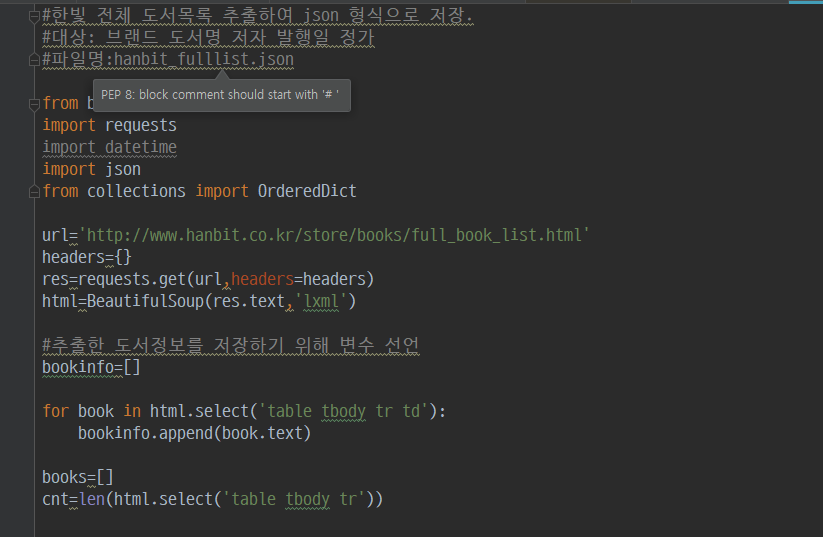 #한빛 전체 도서목록 추출하여 json 형식으로 저장.
#대상: 브랜드 도서명 저자 발행일 정가
#파일명:hanbit_fulllist.json
PEP 8: block comment should start with '# '
from b
import requests
import datetime
import json
from collections import OrderedDict
url='http://www.hanbit.co.kr/store/books/full_book_list.html'
headers={}
res=requests.get(url,headers=headers)
html=BeautifulSoup(res.text,'lxml')
#추출한 도서정보를 저장하기 위해 변수 선언
bookinfo=[]
for book in html.select('table tbody tr td'):
    bookinfo.append(book.text)
books=[]
cnt=len(html.select('table tbody tr'))